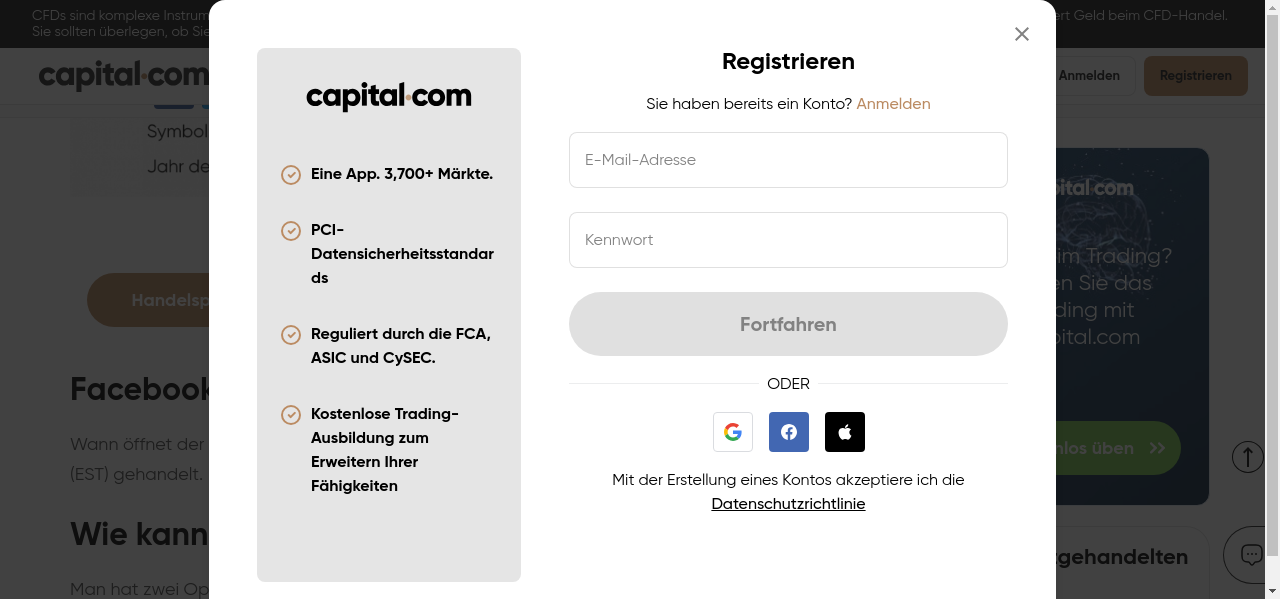 CFDs sind komplexe Instrum
ert Geld beim CFD-Handel.
Sie sollten überlegen, ob Sie
capital.com
Anmelden
Registrieren
Symbol
Jahr de
Handelsp
Facebook
Wann öffnet der
(EST) gehandelt.
Wie kann
Man hat zwei Op
capital.com
Eine App. 3,700+ Märkte.
PCI-
Datensicherheitsstandar
ds
Reguliert durch die FCA,
ASIC und CySEC.
Kostenlose Trading-
Ausbildung zum
Erweitern Ihrer
Fähigkeiten
Registrieren
Sie haben bereits ein Konto? Anmelden
E-Mail-Adresse
Kennwort
Fortfahren
ODER
Mit der Erstellung eines Kontos akzeptiere ich die
Datenschutzrichtlinie
pital com
im Trading?
en Sie das
ding mit
pital.com
nlos üben
tgehandelten